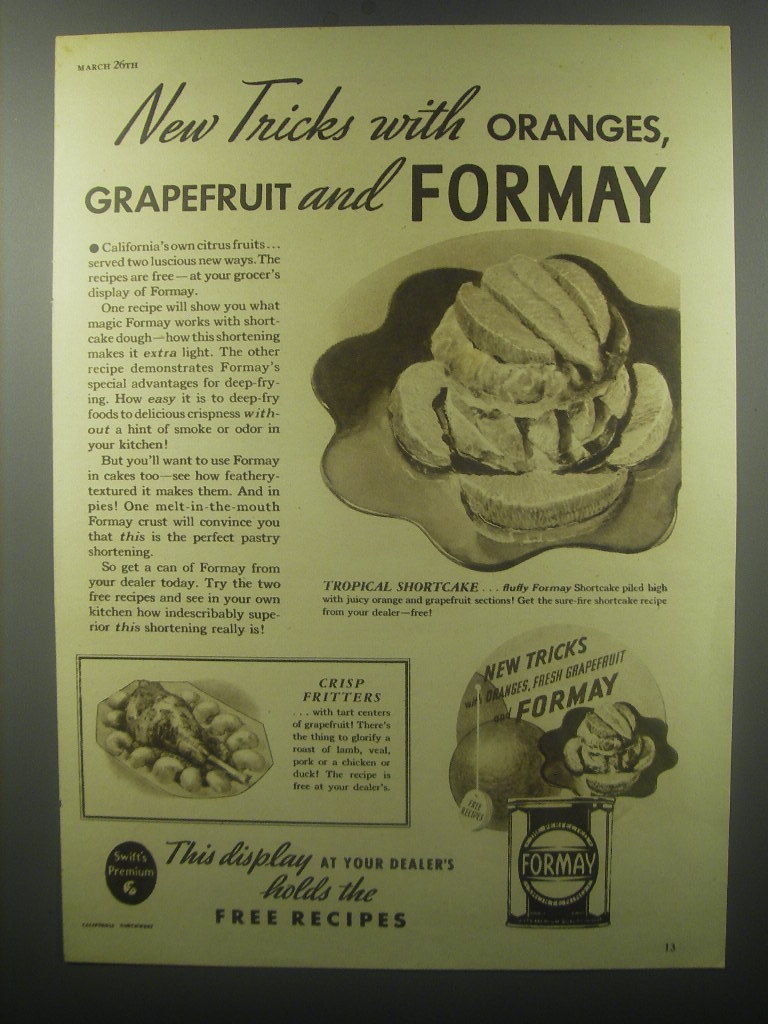 MARCH 26TH
New Tricks with ORANGES,
GRAPEFRUIT and FORMAY
● California's own citrus fruits...
served two luscious new ways. The
recipes are free—at your grocer's
display of Formay.
One recipe will show you what
magic Formay works with short-
cake dough—how this shortening
makes it extra light. The other
recipe demonstrates Formay's
special advantages for deep-fry-
ing. How easy it is to deep-fry
foods to delicious crispness with-
out a hint of smoke or odor in
your kitchen!
But you'll want to use Formay
in cakes too—see how feathery-
textured it makes them. And in
pies! One melt-in-the-mouth
Formay crust will convince you
that this is the perfect pastry
shortening.
So get a can of Formay from
your dealer today. Try the two
free recipes and see in your own
kitchen how indescribably supe-
rior this shortening really is!
TROPICAL SHORTCAKE . . . fluffy Formay Shortcake piled high
with juicy orange and grapefruit sections! Get the sure-fire shortcake recipe
from your dealer—free!
CRISP
FRITTERS
. . . with tart centers
of grapefruit! There's
the thing to glorify a
roast of lamb, veal,
pork or a chicken or
duck! The recipe is
free at your dealer's.
NEW TRICKS
with ORANGES, FRESH GRAPEFRUIT
and FORMAY
FREE
RECIPES
FORMAY
Swift's
Premium
This display AT YOUR DEALER'S
holds the
FREE RECIPES
CALIFORNIA
13